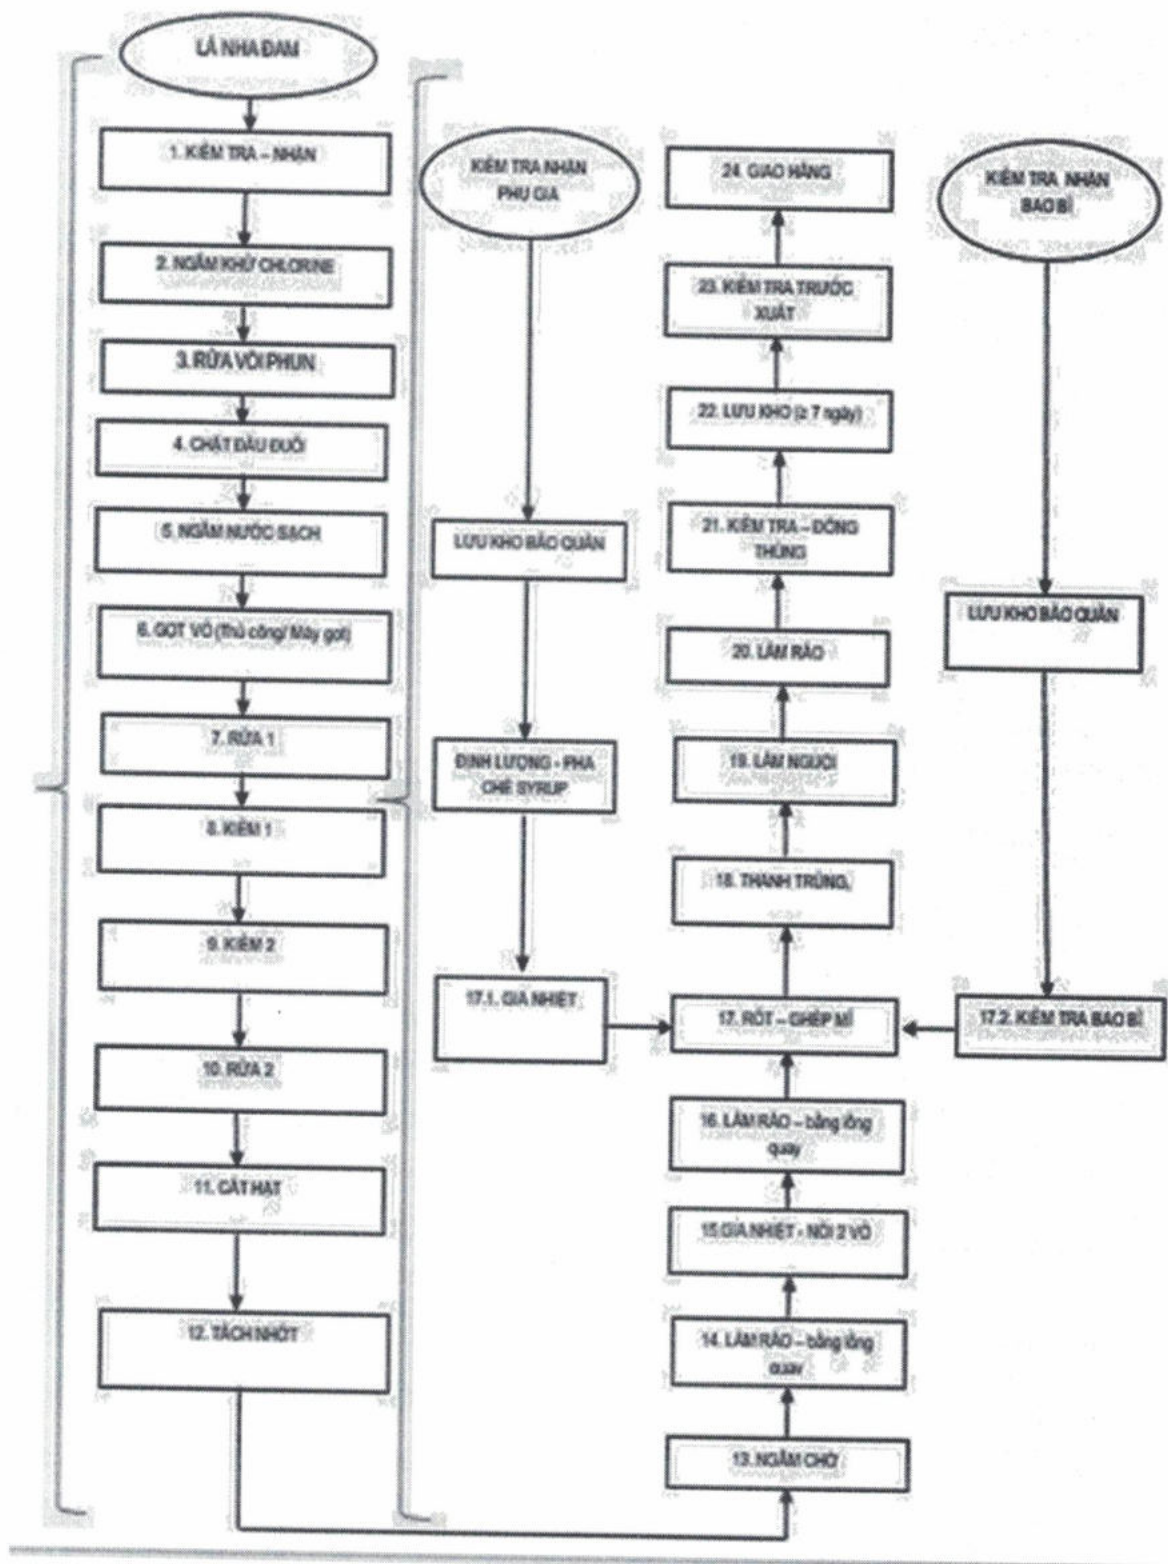 LÁ NHA ĐAM
1. KIỂM TRA – NHẬN
2. NGÂM KHỬ CHLORINE
3. RỬA VÒI PHUN
4. CHẶT ĐẦU ĐUÔI
5. NGÂM NƯỚC SẠCH
6. GỌT VỎ (Thủ công/ Máy gọt)
7. RỬA 1
8. KIỂM 1
9. KIỂM 2
10. RỬA 2
11. CẮT HẠT
12. TÁCH NHỚT
KIỂM TRA NHẬN
PHỤ GIA
LƯU KHO BẢO QUẢN
ĐỊNH LƯỢNG - PHA
CHẾ SYRUP
17.1. GIA NHIỆT
24. GIAO HÀNG
23. KIỂM TRA TRƯỚC
XUẤT
22. LƯU KHO (≥ 7 ngày)
21. KIỂM TRA – ĐÓNG
THÙNG
20. LÀM RÁO
19. LÀM NGUỘI
18. THANH TRÙNG,
17. RÓT – GHÉP MÍ
16. LÀM RÁO – bằng lồng
quay
15.GIA NHIỆT - NỒI 2 VỎ
14. LÀM RÁO – bằng lồng
quay
13. NGÂM CHỜ
KIỂM TRA NHẬN
BAO BÌ
LƯU KHO BẢO QUẢN
17.2. KIỂM TRA BAO BÌ